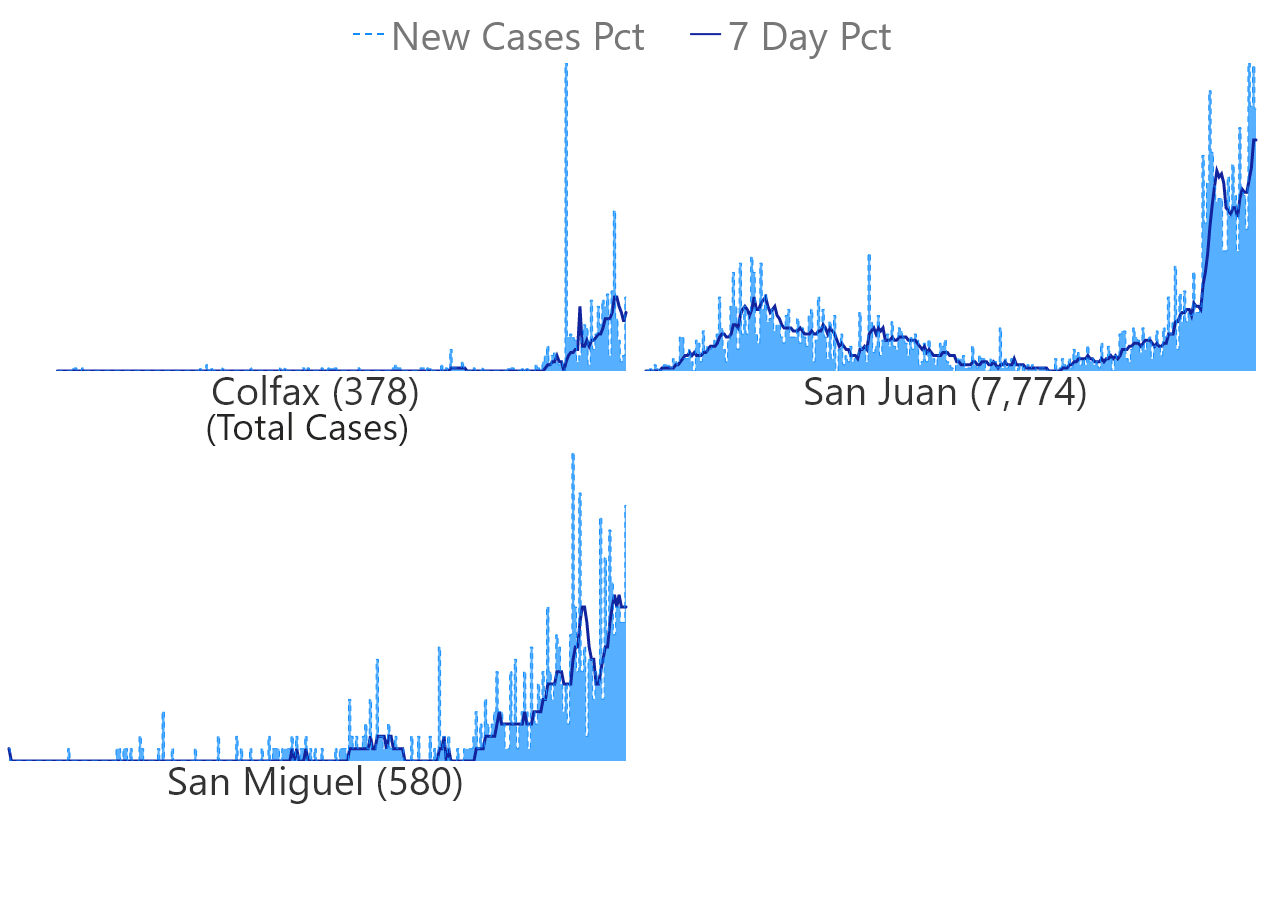 New Cases Pct 7 Day Pct
Colfax (378)
(Total Cases)
San Juan (7,774)
San Miguel (580)